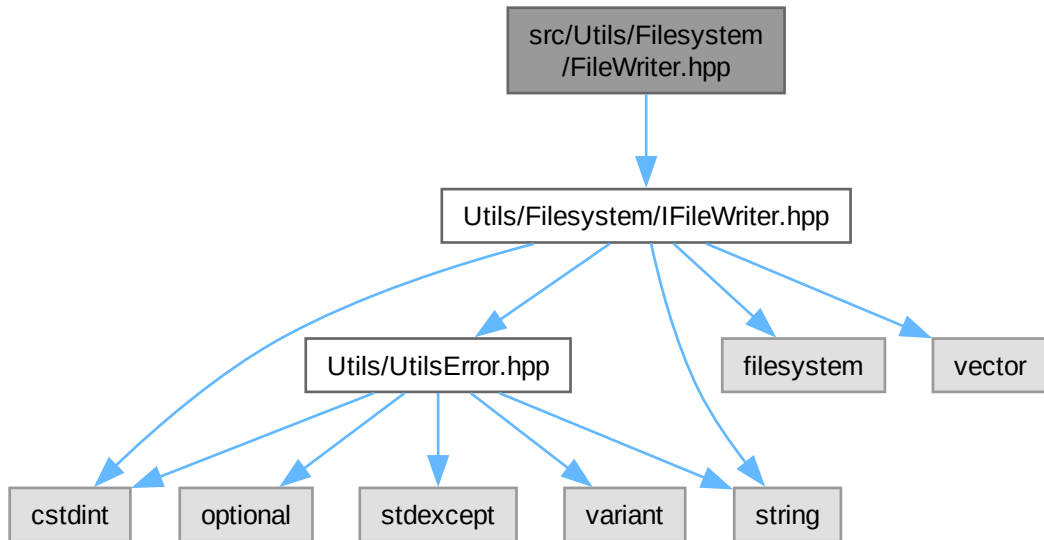 src/Utils/Filesystem
/FileWriter.hpp
Utils/Filesystem/IFileWriter.hpp
Utils/UtilsError.hpp
filesystem
vector
cstdint
optional
stdexcept
variant
string